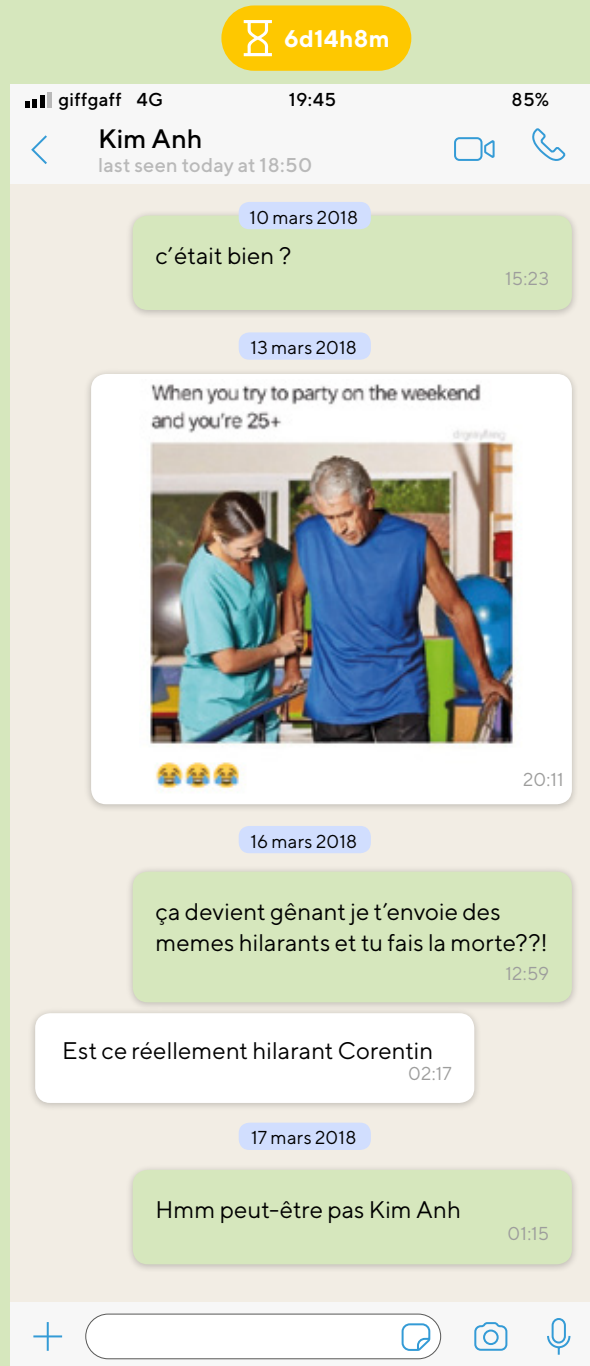 6d14h8m
giffgaff 4G 19:45 85%
Kim Anh
last seen today at 18:50
10 mars 2018
c’était bien ?
15:23
13 mars 2018
When you try to party on the weekend
and you're 25+
😂😂😂
20:11
16 mars 2018
ça devient gênant je t’envoie des
memes hilarants et tu fais la morte??!
12:59
Est ce réellement hilarant Corentin
02:17
17 mars 2018
Hmm peut-être pas Kim Anh
01:15